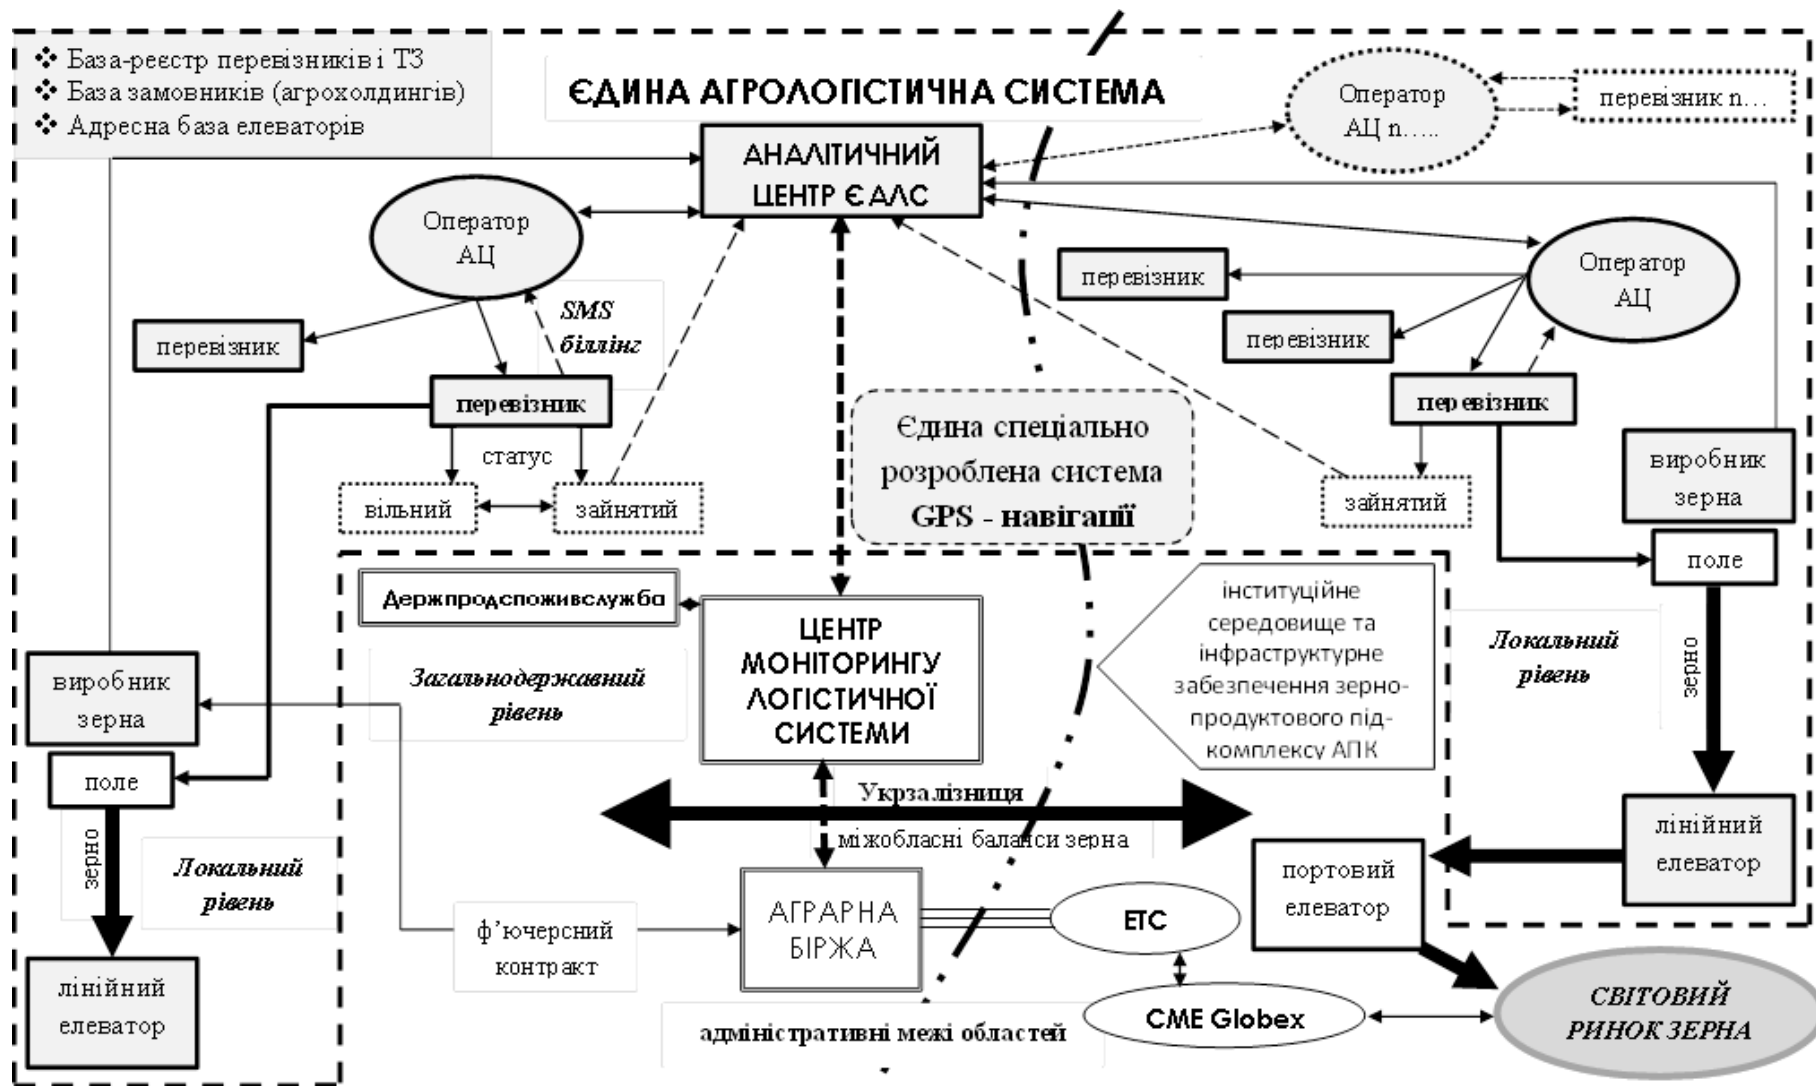 ❖ База-реєстр перевізників і ТЗ
❖ База замовників (агрохолдингів)
❖ Адресна база елеваторів
ЄДИНА АГРОЛОГІСТИЧНА СИСТЕМА
АНАЛІТИЧНИЙ
ЦЕНТР ЄАЛС
Оператор
АЦ n.....
перевізник n...
Оператор
АЦ
SMS
біллінг
перевізник
перевізник
статус
вільний
зайнятий
Оператор
АЦ
перевізник
перевізник
перевізник
зайнятий
виробник
зерна
поле
Єдина спеціально
розроблена система
GPS - навігації
Держпродспоживслужба
Загальнодержавний
рівень
ЦЕНТР
МОНІТОРИНГУ
ЛОГІСТИЧНОЇ
СИСТЕМИ
інституційне
середовище та
інфраструктурне
забезпечення зерно-
продуктового під-
комплексу АПК
Локальний
рівень
зерно
виробник
зерна
поле
зерно
Локальний
рівень
лінійний
елеватор
Укрзалізниця
міжобласні баланси зерна
ф’ючерсний
контракт
АГРАРНА
БІРЖА
ETC
CME Globex
адміністративні межі областей
портовий
елеватор
лінійний
елеватор
СВІТОВИЙ
РИНОК ЗЕРНА